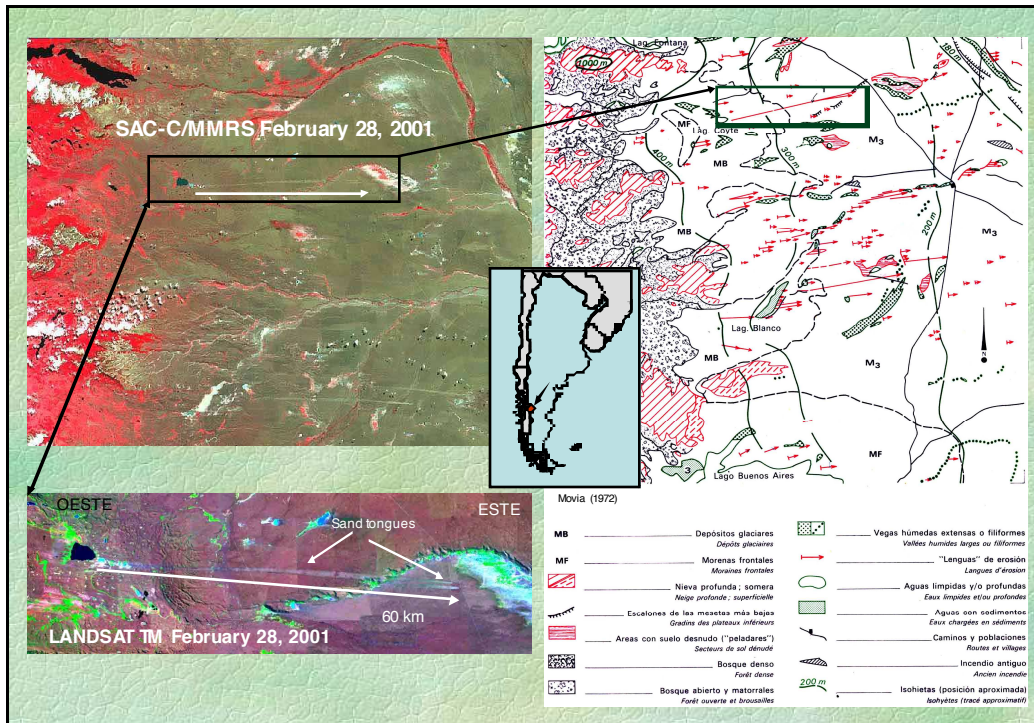 SAC-C/MMRS February 28, 2001
Lag. Fontana
1000 m
180 m
MF
Lag. Coyte
300 m
M3
MB
200 m
MB
M3
Lag. Blanco
MB
M3
N
MF
3
Lago Buenos Aires
Movia (1972)
OESTE
ESTE
Sand tongues
60 km
LANDSAT TM February 28, 2001
MB Depósitos glaciares
Dépôts glaciaires
MF Morenas frontales
Moraines frontales
Nieva profunda; somera
Neige profonde; superficielle
Escalones de las mesetas más bajas
Gradins des plateaux inférieurs
Areas con suelo desnudo ("peladares")
Secteurs de sol dénudé
Bosque denso
Forêt dense
Bosque abierto y matorrales
Forêt ouverte et brousailles
Vegas húmedas extensas o filiformes
Vallées humides larges ou filiformes
"Lenguas" de erosión
Langues d'érosion
Aguas límpidas y/o profundas
Eaux limpides et/ou profondes
Aguas con sedimentos
Eaux chargées en sédiments
Caminos y poblaciones
Routes et villages
Incendio antiguo
Ancien incendie
200 m Isohietas (posición aproximada)
Isohyètes (tracé approximatif)